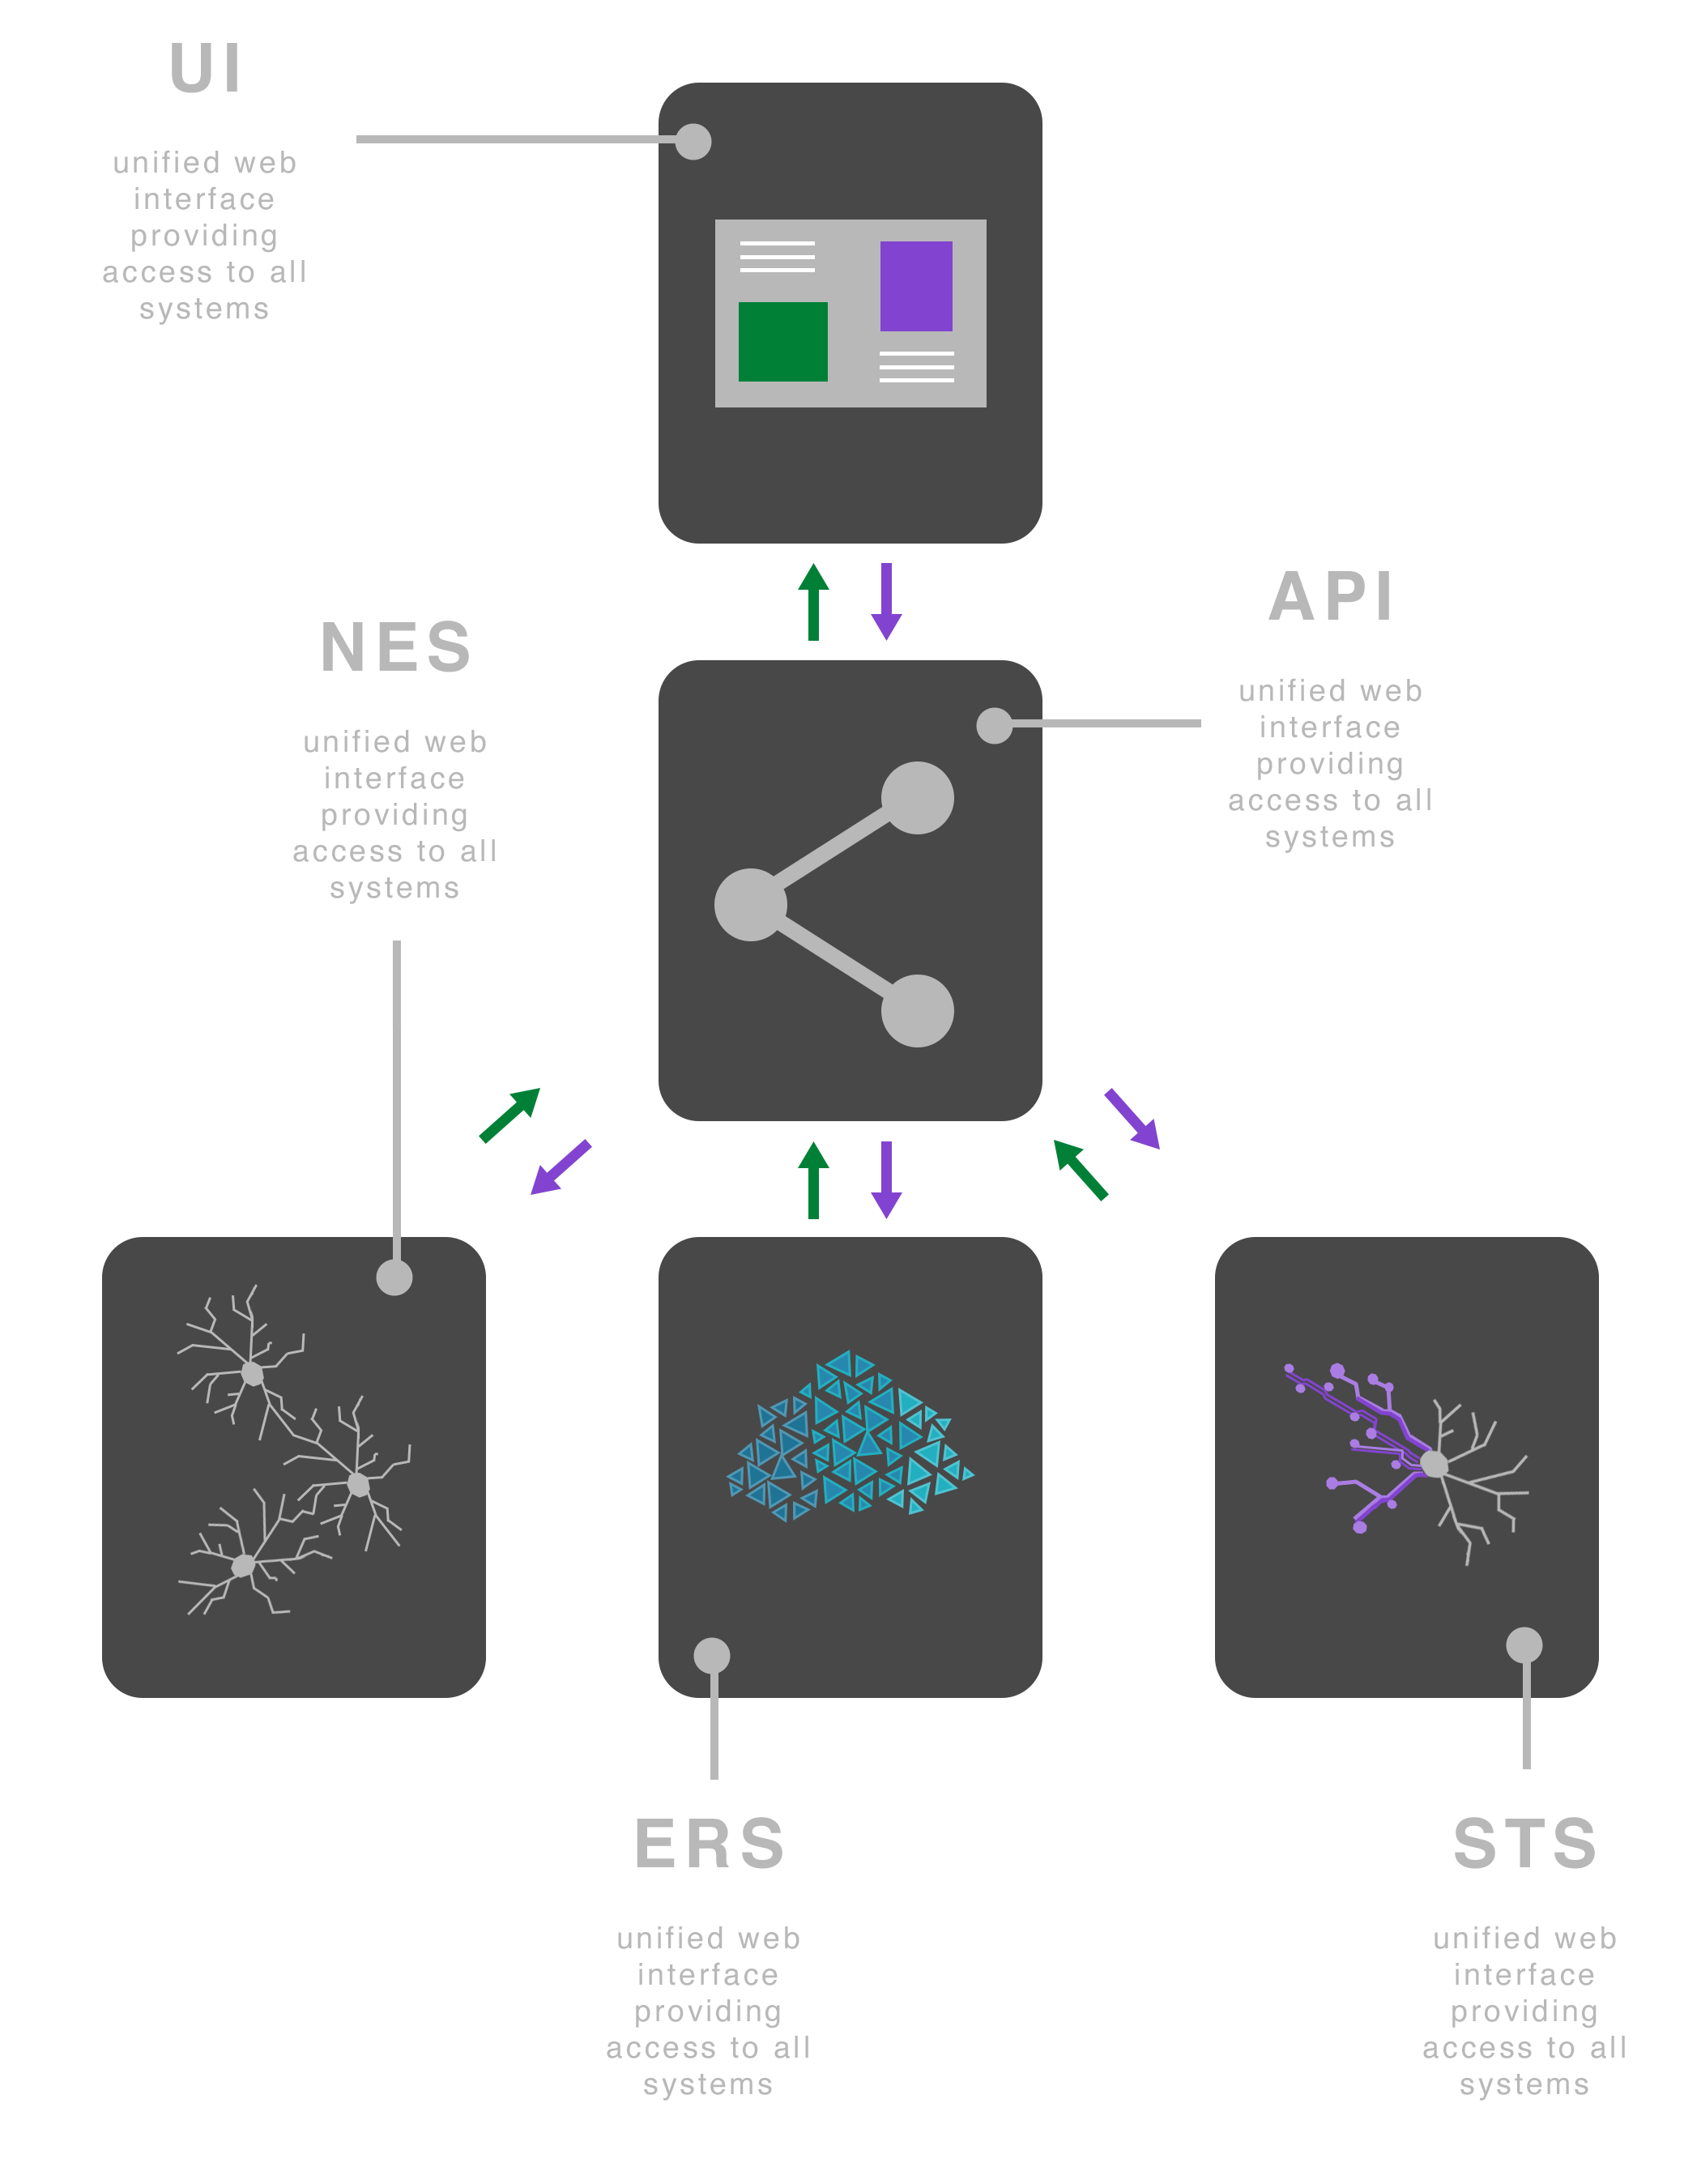 UI
unified web
interface
providing
access to all
systems
API
unified web
interface
providing
access to all
systems
NES
unified web
interface
providing
access to all
systems
ERS
unified web
interface
providing
access to all
systems
STS
unified web
interface
providing
access to all
systems